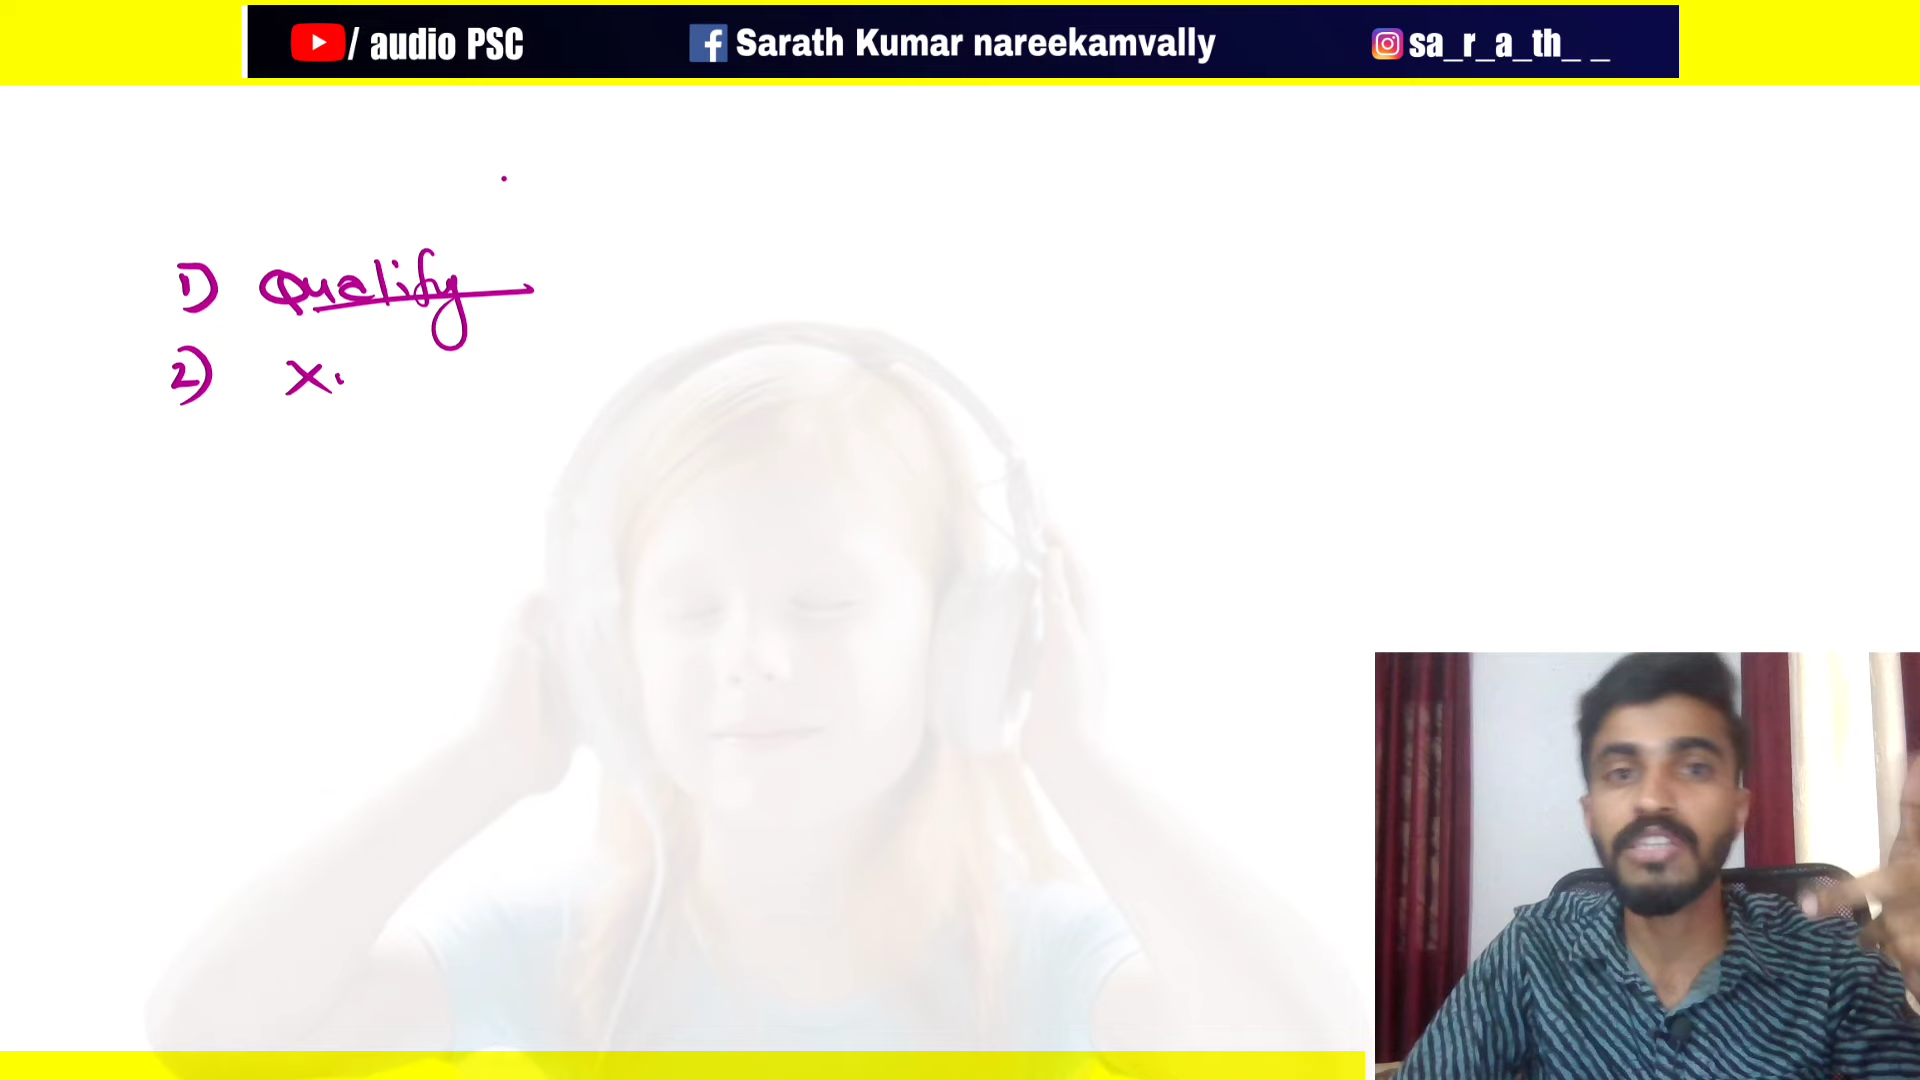 / audio PSC
Sarath Kumar nareekamvally
sa_r_a_th_ _
1) Qualify
2) X